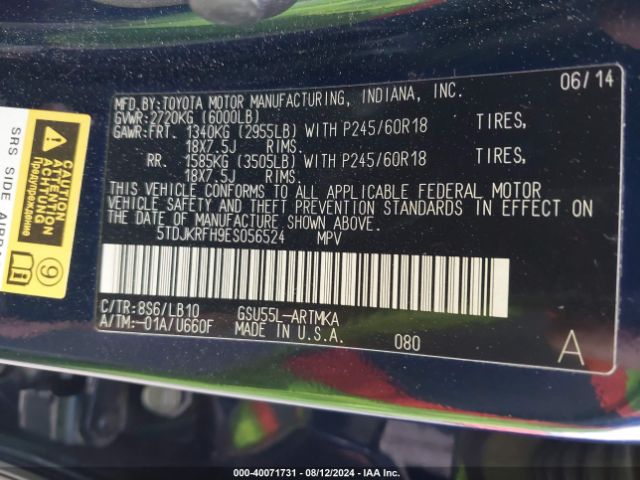 06/14
MFD.BY:TOYOTA MOTOR MANUFACTURING, INDIANA, INC.
GVWR:2720KG (6000LB)
GAWR:FRT. 1340KG (2955LB) WITH P245/60R18 TIRES,
18X7.5J RIMS.
RR. 1585KG (3505LB) WITH P245/60R18 TIRES,
18X7.5J RIMS.
THIS VEHICLE CONFORMS TO ALL APPLICABLE FEDERAL MOTOR
VEHICLE SAFETY AND THEFT PREVENTION STANDARDS IN EFFECT ON
THE DATE OF MANUFACTURE SHOWN ABOVE.
5TDJKRFH9ES056524 MPV
C/TR:8S6/LB10 GSU55L-ARTMKA
A/TM:-01A/U660F MADE IN U.S.A. 080
A
SRS SIDE
CAUTION
ACHTUNG
Предупреждение
9
000-40071731 - 08/12/2024 - IAA Inc.